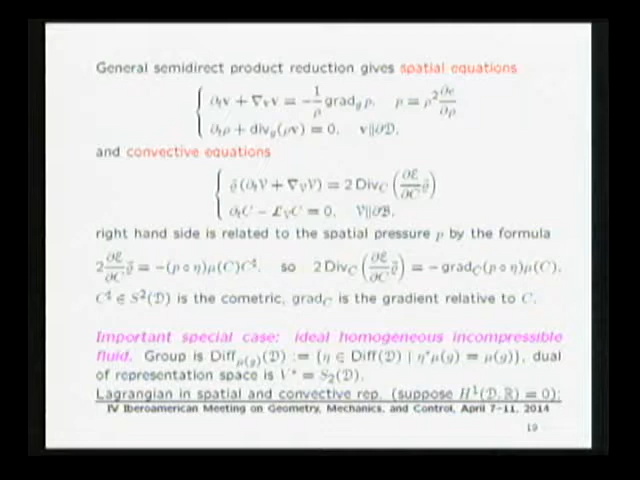 General semidirect product reduction gives spatial equations
∂ₜv + ∇ᵥv = −(1/ρ) grad_g p, p = ρ² ∂e/∂ρ
∂ₜρ + div_g(ρv) = 0, v∥∂𝒟,
and convective equations
ϱ̄(∂ₜ𝒱 + ∇_𝒱𝒱) = 2 Div_C (∂ℰ/∂C ϱ̄)
∂ₜC − £_𝒱C = 0, 𝒱∥∂ℬ,
right hand side is related to the spatial pressure p by the formula
2 ∂ℰ/∂C ϱ̄ = −(p ∘ η)μ(C)C♯, so 2 Div_C (∂ℰ/∂C ϱ̄) = −grad_C(p ∘ η)μ(C).
C♯ ∈ S²(𝒟) is the cometric, grad_C is the gradient relative to C.
Important special case: ideal homogeneous incompressible
fluid. Group is Diff_μ(g)(𝒟) := {η ∈ Diff(𝒟) | η*μ(g) = μ(g)}, dual
of representation space is V* = S₂(𝒟).
Lagrangian in spatial and convective rep. (suppose H¹(𝒟, ℝ) = 0):
IV Iberoamerican Meeting on Geometry, Mechanics, and Control, April 7–11, 2014
19